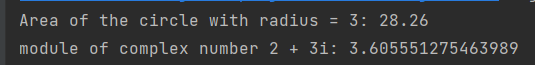 Area of the circle with radius = 3: 28.26
module of complex number 2 + 3i: 3.605551275463989